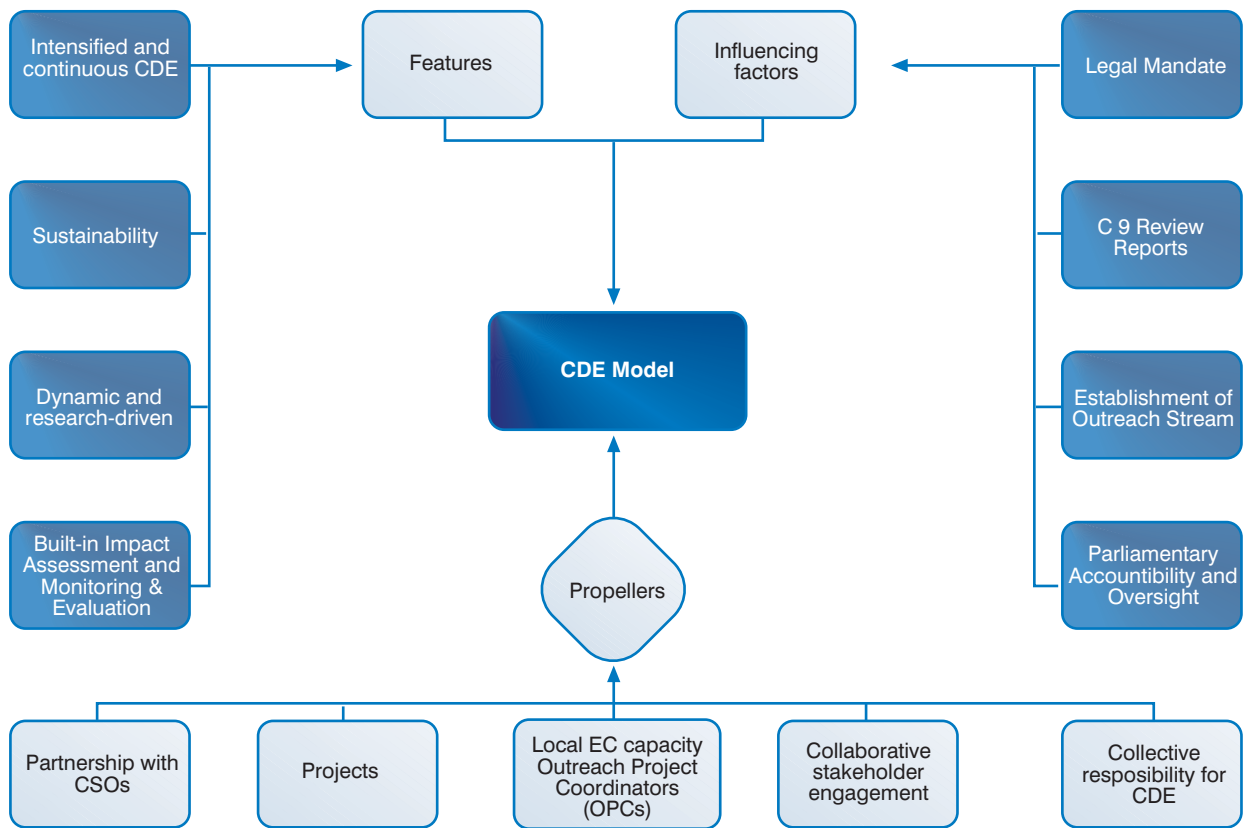 Intensified and
continuous CDE
Features
Influencing
factors
Legal Mandate
Sustainability
C 9 Review
Reports
CDE Model
Dynamic and
research-driven
Establishment of
Outreach Stream
Built-in Impact
Assessment and
Monitoring &
Evaluation
Propellers
Parliamentary
Accountibility and
Oversight
Partnership with
CSOs
Projects
Local EC capacity
Outreach Project
Coordinators
(OPCs)
Collaborative
stakeholder
engagement
Collective
resposibility for
CDE